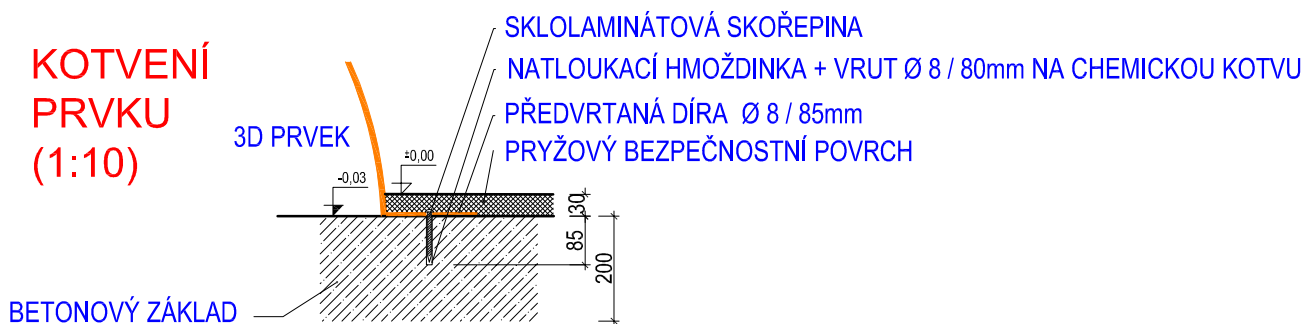 KOTVENÍ
PRVKU
(1:10)
SKLOLAMINÁTOVÁ SKOŘEPINA
NATLOUKACÍ HMOŽDINKA + VRUT Ø 8 / 80mm NA CHEMICKOU KOTVU
PŘEDVRTANÁ DÍRA Ø 8 / 85mm
PRYŽOVÝ BEZPEČNOSTNÍ POVRCH
3D PRVEK
±0,00
-0,03
30
85
200
BETONOVÝ ZÁKLAD